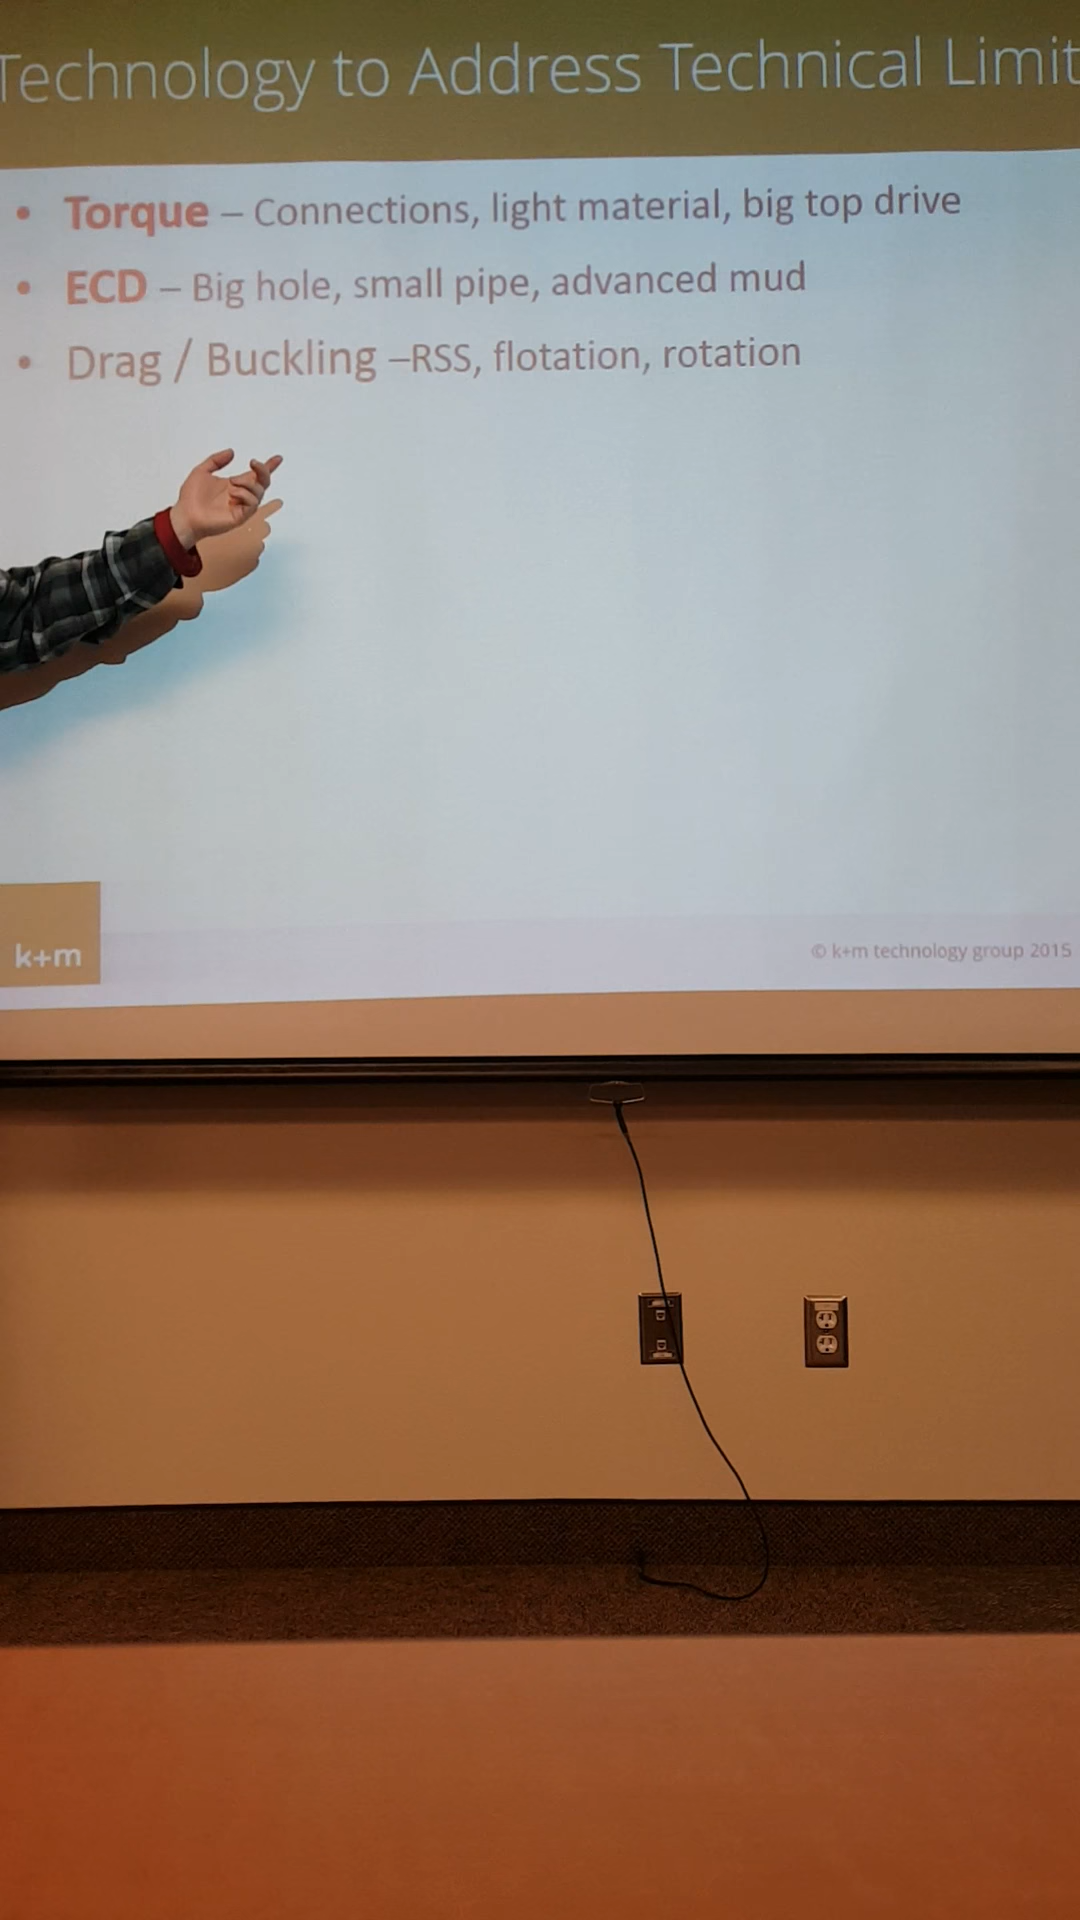 Technology to Address Technical Limit
• Torque – Connections, light material, big top drive
• ECD – Big hole, small pipe, advanced mud
• Drag / Buckling –RSS, flotation, rotation
k+m
© k+m technology group 2015